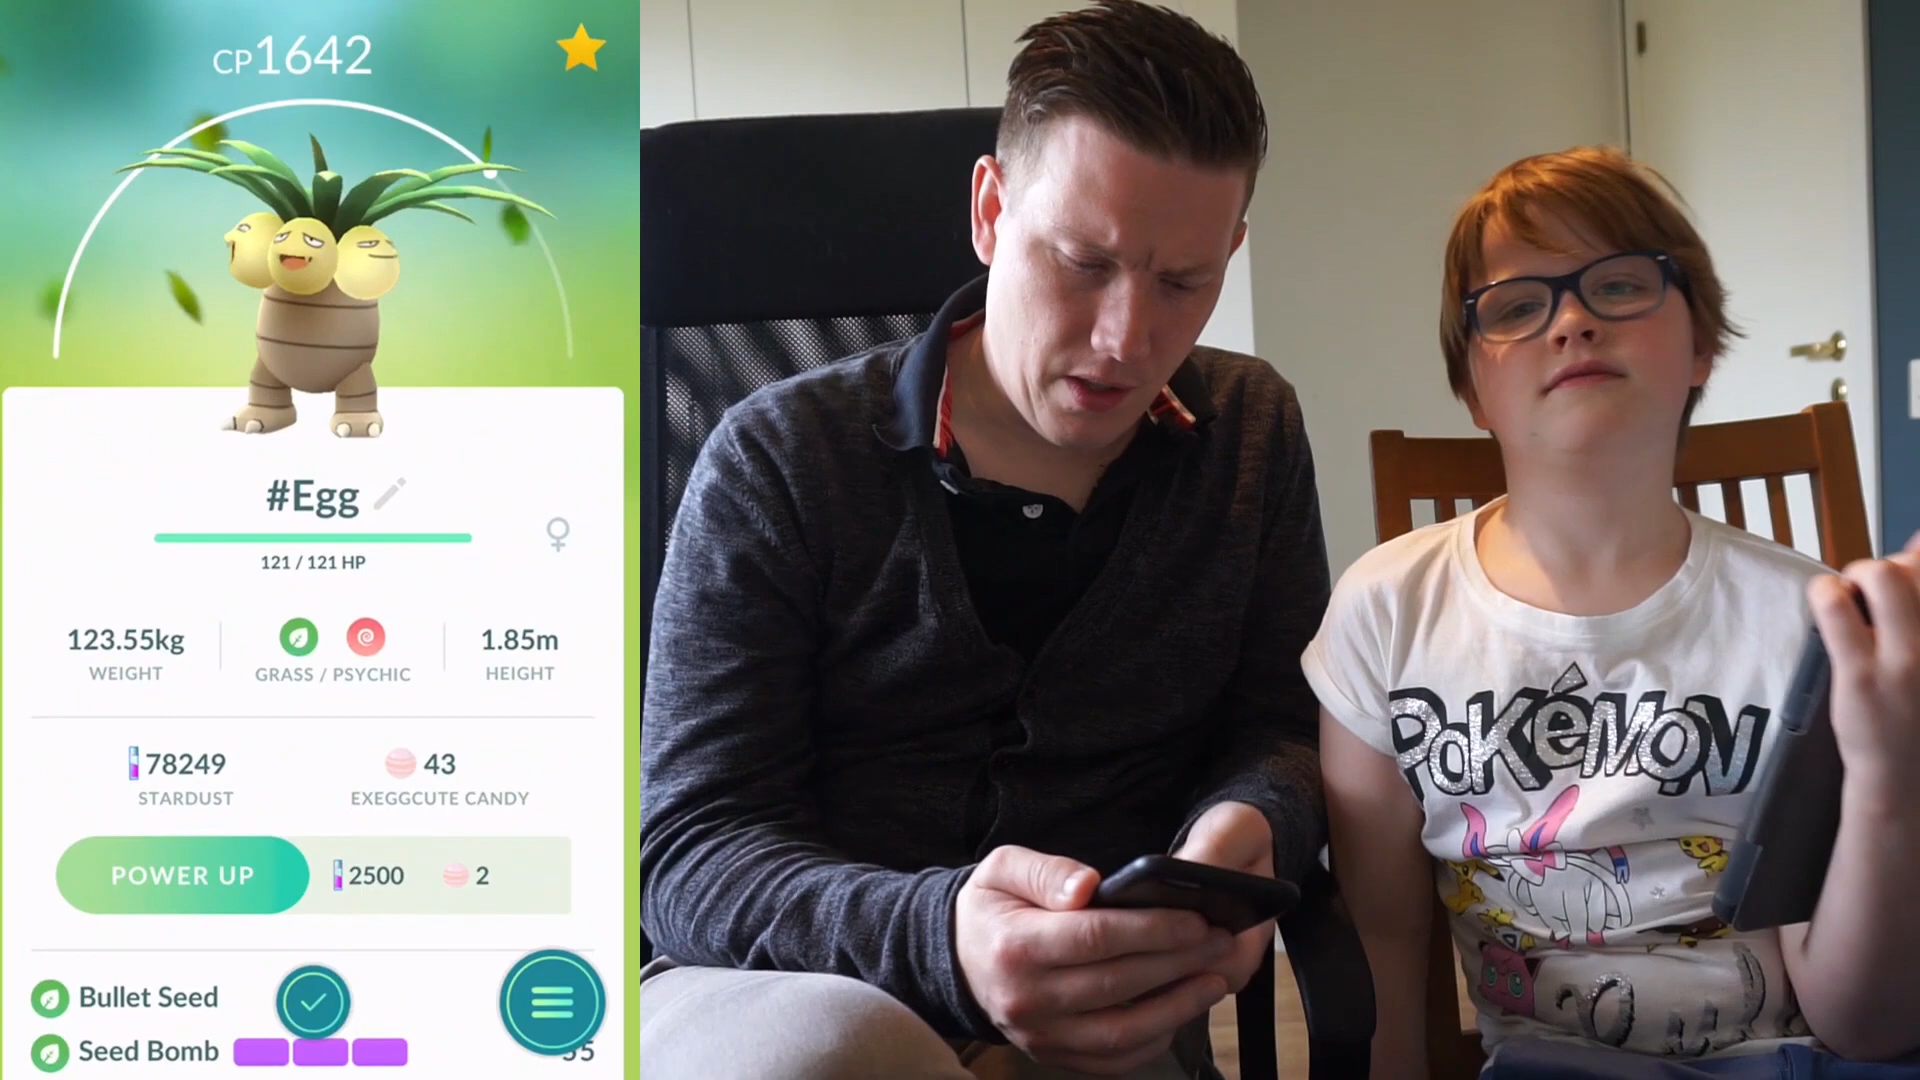 CP1642
#Egg
121 / 121 HP
123.55kg
WEIGHT
GRASS / PSYCHIC
1.85m
HEIGHT
78249
STARDUST
43
EXEGGCUTE CANDY
POWER UP
2500
2
Bullet Seed
Seed Bomb
55
POKéMON